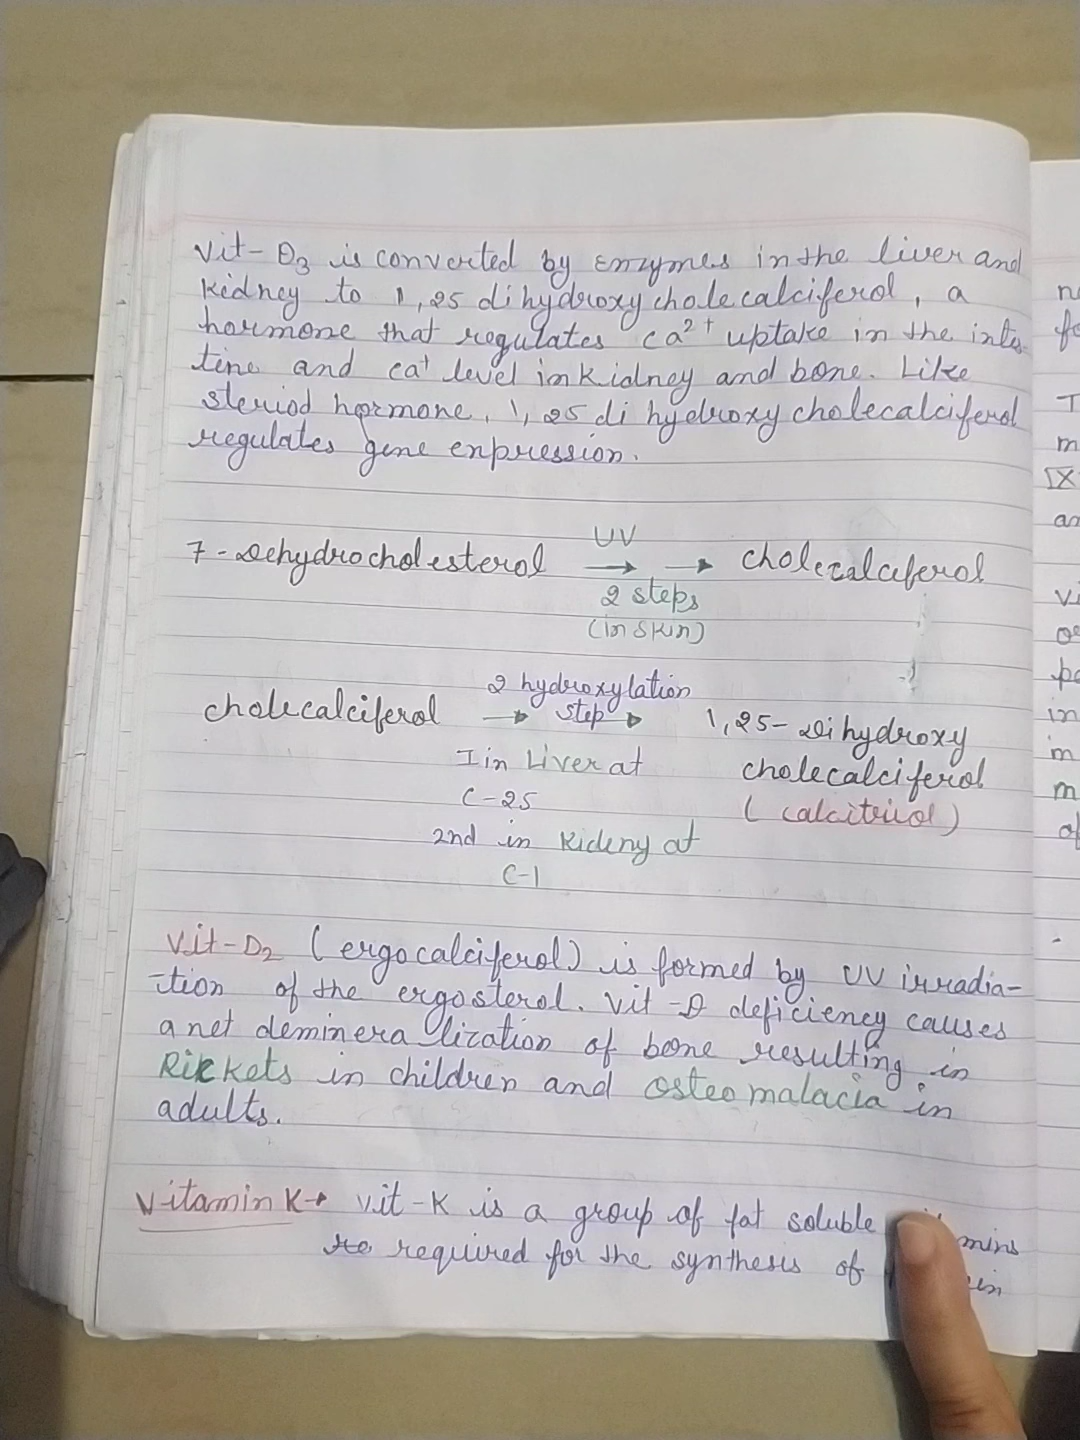 Vit-D3 is converted by enzymes in the liver and
Kidney to 1,25 dihydroxycholecalciferol, a
hormone that regulates ca2+ uptake in the intes-
tine and ca+ level in kidney and bone. Like
steriod hormone, 1,25 di hydroxy cholecalciferol
regulates gene expression.
7-Dehydrocholesterol UV → → cholecalciferol
2 steps
(in skin)
cholecalciferol 2 hydroxylation step → → 1,25-Dihydroxy
cholecalciferol
(calcitriol)
I in Liver at
C-25
2nd in Kideny at
C-1
Vit-D2 (ergocalciferol) is formed by UV irradia-
-tion of the ergosterol. Vit-D deficiency causes
a net deminera lization of bone resulting in
Rickets in children and osteomalacia in
adults.
Vitamin K→ Vit-K is a group of fat soluble
required for the synthesis of